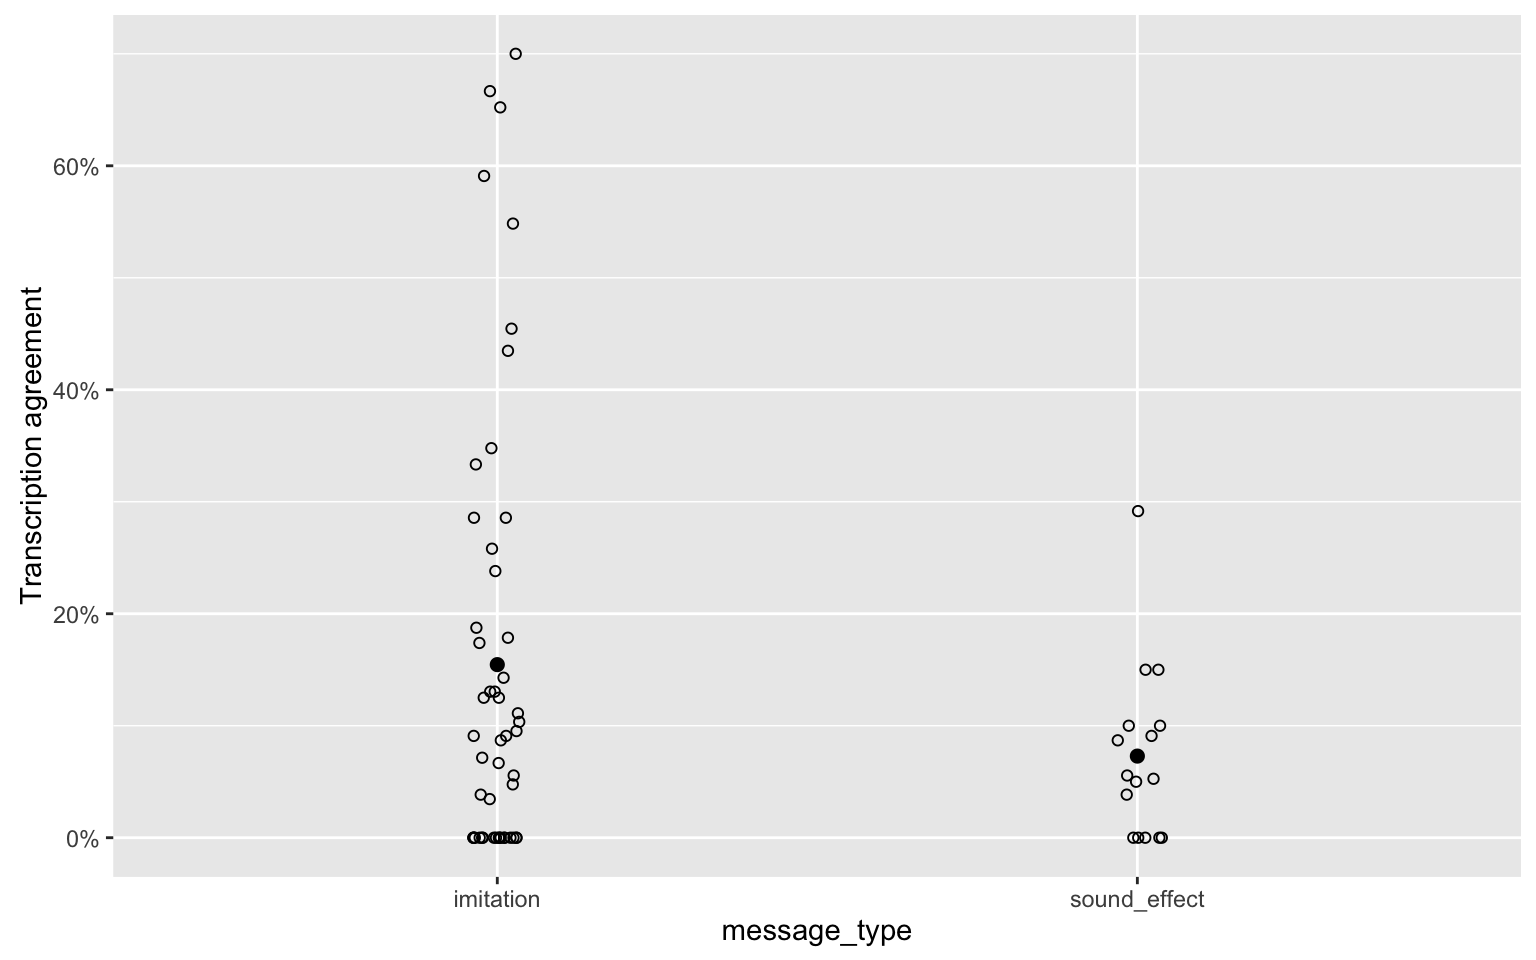 Transcription agreement
60%
40%
20%
0%
imitation
sound_effect
message_type